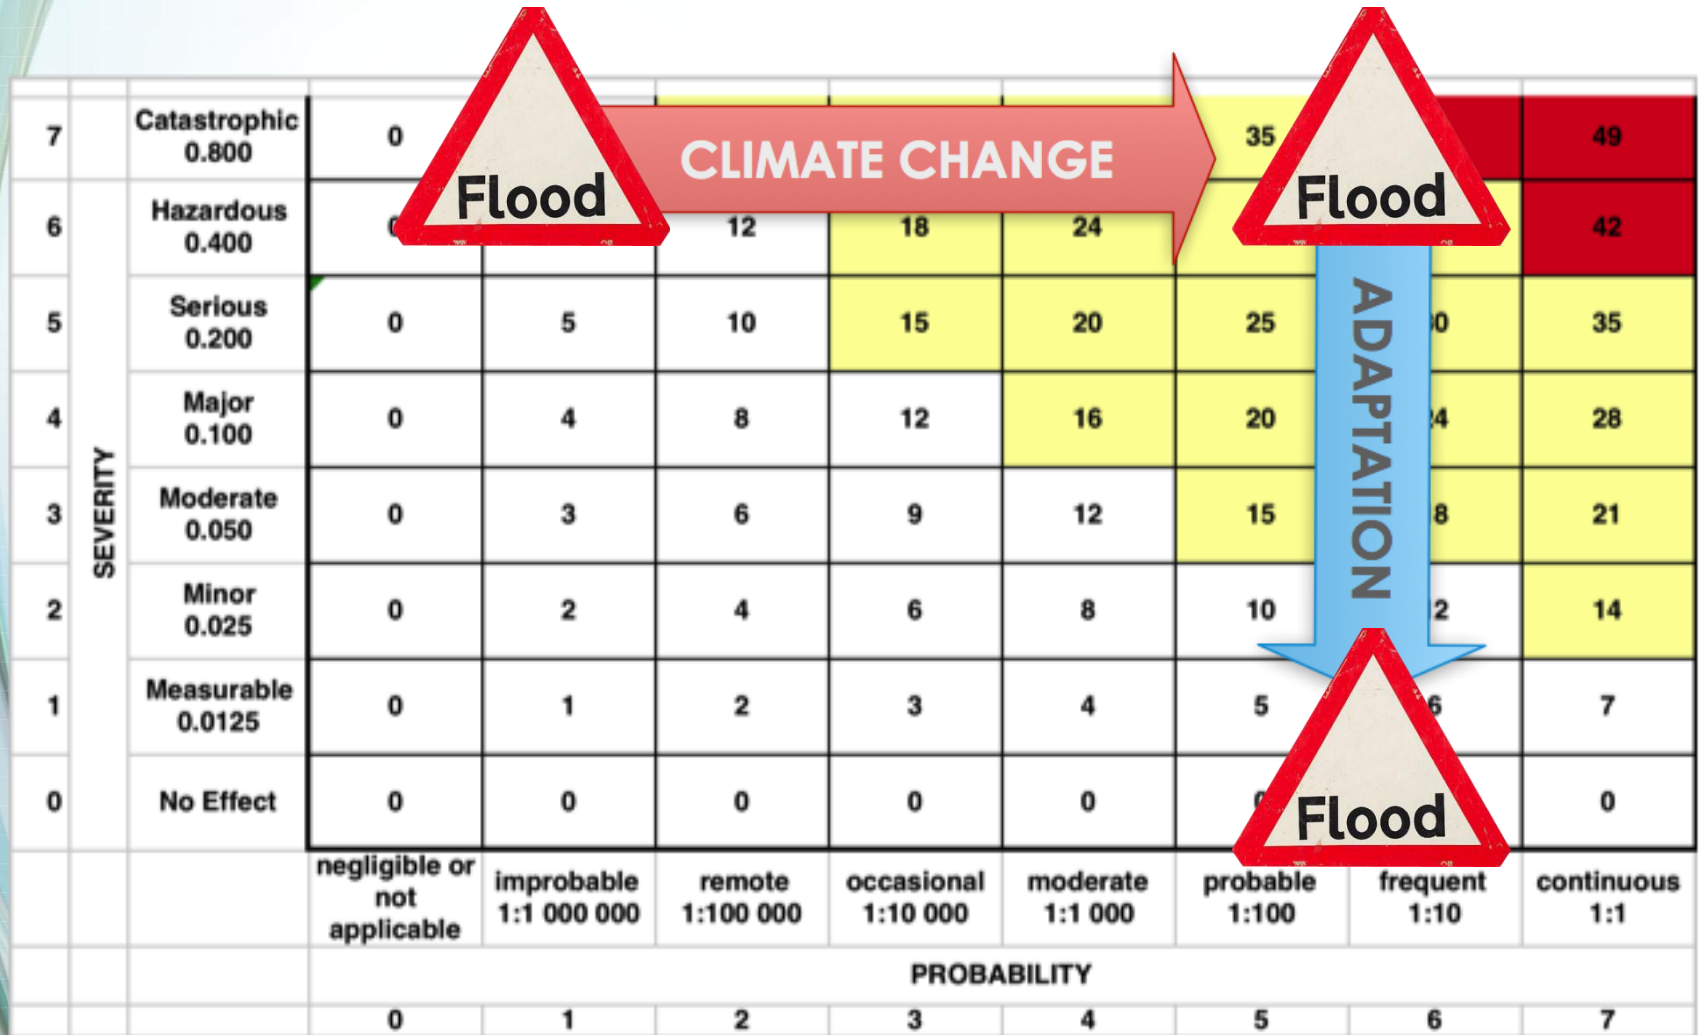 7 Catastrophic 0.800 0 35 49
CLIMATE CHANGE
Flood
Flood
6 Hazardous 0.400 12 18 24 42
5 Serious 0.200 0 5 10 15 20 25 35
4 Major 0.100 0 4 8 12 16 20 28
SEVERITY
ADAPTATION
3 Moderate 0.050 0 3 6 9 12 15 21
2 Minor 0.025 0 2 4 6 8 10 14
1 Measurable 0.0125 0 1 2 3 4 5 6 7
0 No Effect 0 0 0 0 0 0
Flood
negligible or not applicable
improbable 1:1 000 000
remote 1:100 000
occasional 1:10 000
moderate 1:1 000
probable 1:100
frequent 1:10
continuous 1:1
PROBABILITY
0 1 2 3 4 5 6 7